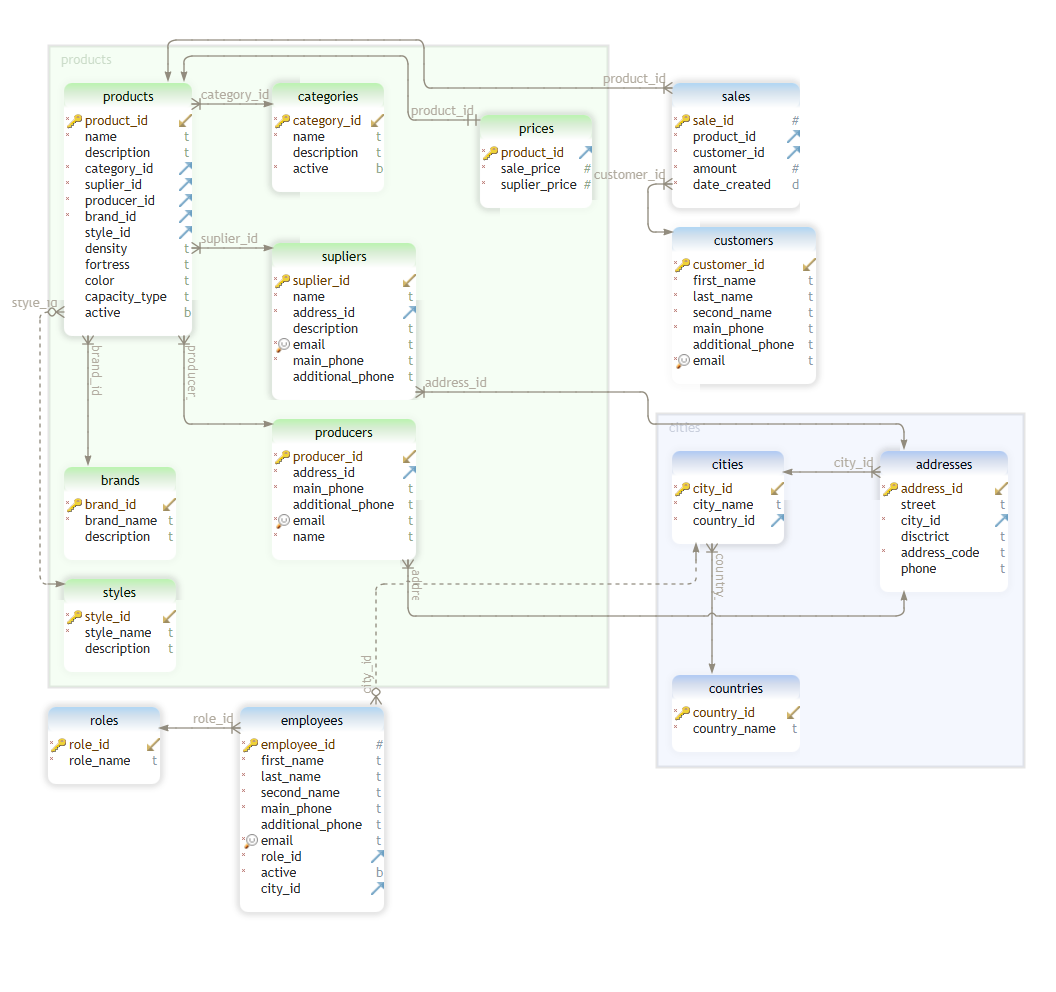 products
products
product_id
name t
description t
category_id
suplier_id
producer_id
brand_id
style_id
density t
fortress t
color t
capacity_type t
active b
category_id
categories
category_id
name t
description t
active b
product_id
prices
product_id
sale_price #
suplier_price #
product_id
sales
sale_id #
product_id
customer_id
amount #
date_created d
customer_id
customers
customer_id
first_name t
last_name t
second_name t
main_phone t
additional_phone t
email t
suplier_id
supliers
suplier_id
name t
address_id
description t
email t
main_phone t
additional_phone t
style_id
brand_id
producer_
address_id
producers
producer_id
address_id
main_phone t
additional_phone t
email t
name t
brands
brand_id
brand_name t
description t
styles
style_id
style_name t
description t
addre
cities
cities
city_id
city_name t
country_id
city_id
addresses
address_id
street t
city_id
disctrict t
address_code t
phone t
country_
countries
country_id
country_name t
city_id
roles
role_id
role_name t
role_id
employees
employee_id #
first_name t
last_name t
second_name t
main_phone t
additional_phone t
email t
role_id
active b
city_id